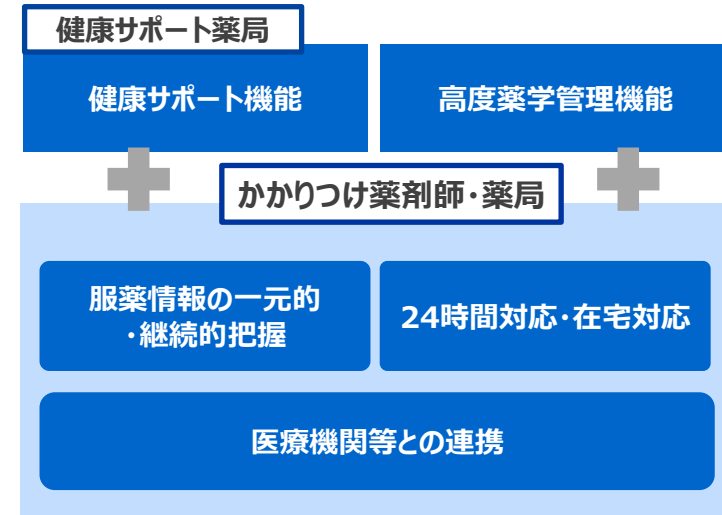 健康サポート薬局
健康サポート機能
高度薬学管理機能
かかりつけ薬剤師・薬局
服薬情報の一元的
・継続的把握
24時間対応・在宅対応
医療機関等との連携